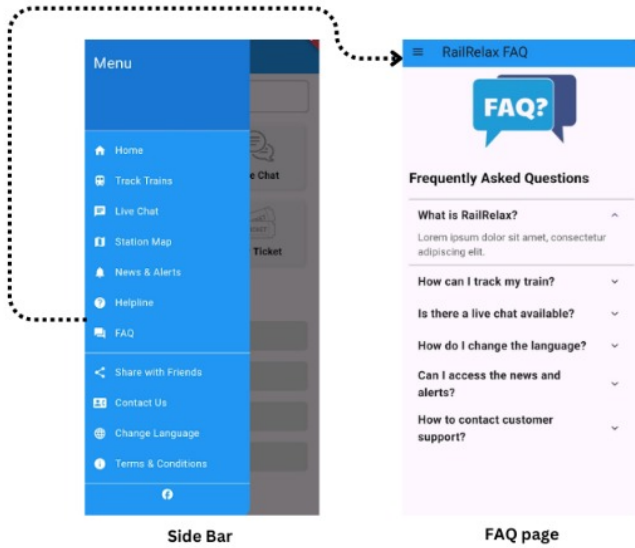 Menu
Home
Track Trains
Live Chat
Station Map
News & Alerts
Helpline
FAQ
Share with Friends
Contact Us
Change Language
Terms & Conditions
e Chat
Ticket
Side Bar
RailRelax FAQ
FAQ?
Frequently Asked Questions
What is RailRelax?
Lorem ipsum dolor sit amet, consectetur
adipiscing elit.
How can I track my train?
Is there a live chat available?
How do I change the language?
Can I access the news and
alerts?
How to contact customer
support?
FAQ page